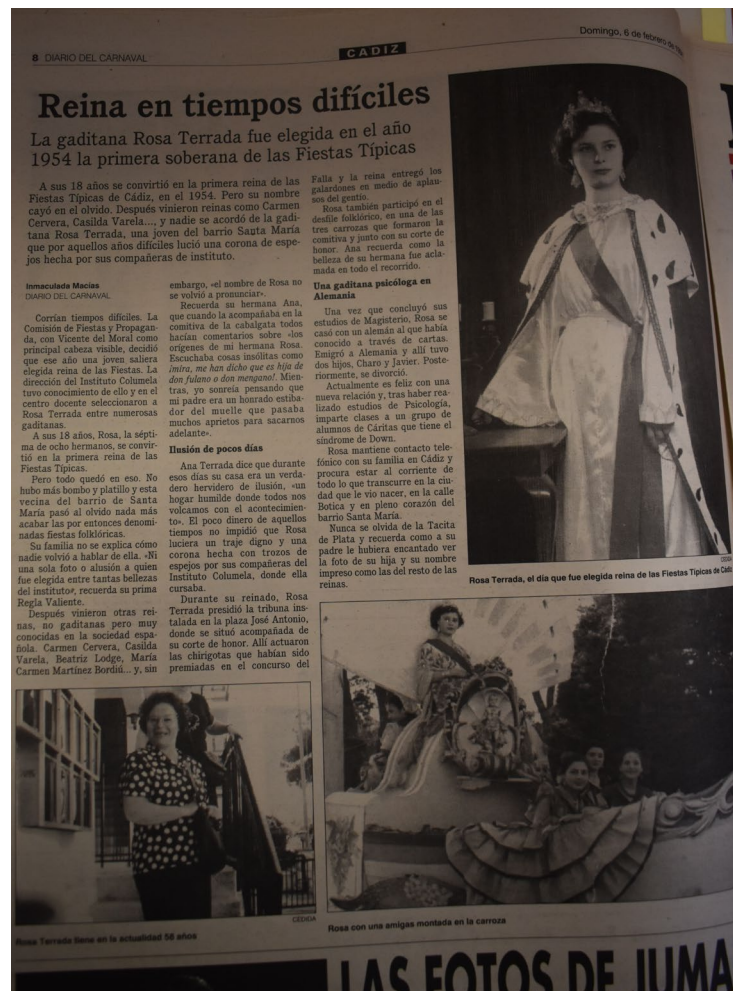 8 DIARIO DEL CARNAVAL
CADIZ
Domingo, 6 de febrero de
Reina en tiempos difíciles
La gaditana Rosa Terrada fue elegida en el año
1954 la primera soberana de las Fiestas Típicas
A sus 18 años se convirtió en la primera reina de las
Fiestas Típicas de Cádiz, en el 1954. Pero su nombre
cayó en el olvido. Después vinieron reinas como Carmen
Cervera, Casilda Varela...., y nadie se acordó de la gadi-
tana Rosa Terrada, una joven del barrio Santa María
que por aquellos años difíciles lució una corona de espe-
jos hecha por sus compañeras de instituto.
Inmaculada Macías
DIARIO DEL CARNAVAL
Corrían tiempos difíciles. La
Comisión de Fiestas y Propagan-
da, con Vicente del Moral como
principal cabeza visible, decidió
que ese año una joven saliera
elegida reina de las Fiestas. La
dirección del Instituto Columela
tuvo conocimiento de ello y en el
centro docente seleccionaron a
Rosa Terrada entre numerosas
gaditanas.
A sus 18 años, Rosa, la sépti-
ma de ocho hermanos, se convir-
tió en la primera reina de las
Fiestas Típicas.
Pero todo quedó en eso. No
hubo más bombo y platillo y esta
vecina del barrio de Santa
María pasó al olvido nada más
acabar las por entonces denomi-
nadas fiestas folklóricas.
Su familia no se explica cómo
nadie volvió a hablar de ella. «Ni
una sola foto o alusión a quien
fue elegida entre tantas bellezas
del instituto», recuerda su prima
Regla Valiente.
Después vinieron otras rei-
nas, no gaditanas pero muy
conocidas en la sociedad espa-
ñola. Carmen Cervera, Casilda
Varela, Beatriz Lodge, María
Carmen Martínez Bordiú... y, sin
embargo, «el nombre de Rosa no
se volvió a pronunciar».
Recuerda su hermana Ana,
que cuando la acompañaba en la
comitiva de la cabalgata todos
hacían comentarios sobre «los
orígenes de mi hermana Rosa.
Escuchaba cosas insólitas como
¡mira, me han dicho que es hija de
don fulano o don mengano!. Mien-
tras, yo sonreía pensando que
mi padre era un honrado estiba-
dor del muelle que pasaba
muchos aprietos para sacarnos
adelante».
Ilusión de pocos días
Ana Terrada dice que durante
esos días su casa era un verda-
dero hervidero de ilusión, «un
hogar humilde donde todos nos
volcamos con el acontecimien-
to». El poco dinero de aquellos
tiempos no impidió que Rosa
luciera un traje digno y una
corona hecha con trozos de
espejos por sus compañeras del
Instituto Columela, donde ella
cursaba.
Durante su reinado, Rosa
Terrada presidió la tribuna ins-
talada en la plaza José Antonio,
donde se situó acompañada de
su corte de honor. Allí actuaron
las chirigotas que habían sido
premiadas en el concurso del
Falla y la reina entregó los
galardones en medio de aplau-
sos del gentío.
Rosa también participó en el
desfile folklórico, en una de las
tres carrozas que formaron la
comitiva y junto con su corte de
honor. Ana recuerda como la
belleza de su hermana fue acla-
mada en todo el recorrido.
Una gaditana psicóloga en
Alemania
Una vez que concluyó sus
estudios de Magisterio, Rosa se
casó con un alemán al que había
conocido a través de cartas.
Emigró a Alemania y allí tuvo
dos hijos, Charo y Javier. Poste-
riormente, se divorció.
Actualmente es feliz con una
nueva relación y, tras haber rea-
lizado estudios de Psicología,
imparte clases a un grupo de
alumnos de Cáritas que tiene el
síndrome de Down.
Rosa mantiene contacto tele-
fónico con su familia en Cádiz y
procura estar al corriente de
todo lo que transcurre en la ciu-
dad que le vio nacer, en la calle
Botica y en pleno corazón del
barrio Santa María.
Nunca se olvida de la Tacita
de Plata y recuerda como a su
padre le hubiera encantado ver
la foto de su hija y su nombre
impreso como las del resto de las
reinas.
CEDIDA
Rosa Terrada, el día que fue elegida reina de las Fiestas Típicas de Cádiz
CEDIDA
Rosa Terrada tiene en la actualidad 58 años
Rosa con una amigas montada en la carroza
LAS FOTOS DE JUMA